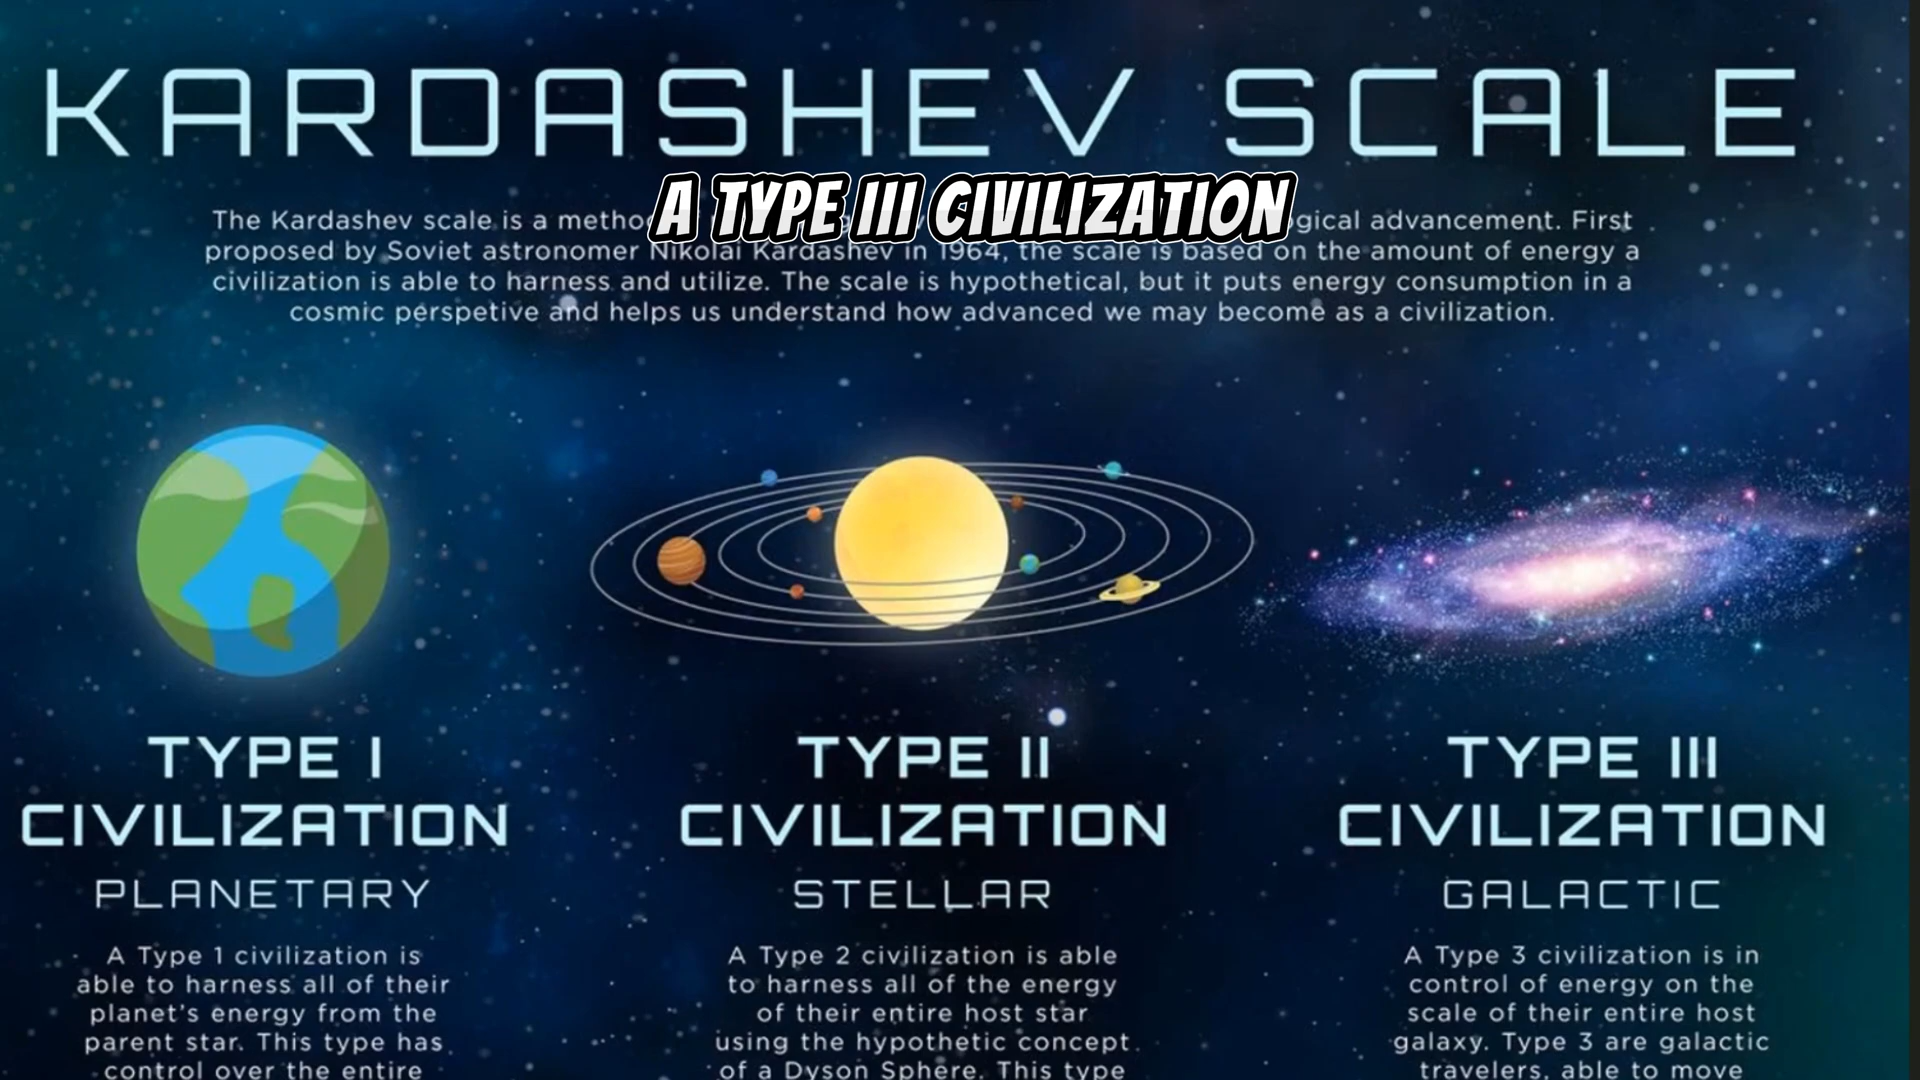 KARDASHEV SCALE
A TYPE III CIVILIZATION
The Kardashev scale is a gical advancement. First
proposed by Soviet astronomer Nikolai Kardashev in 1964, the scale is based on the amount of energy a
civilization is able to harness and utilize. The scale is hypothetical, but it puts energy consumption in a
cosmic perspetive and helps us understand how advanced we may become as a civilization.
TYPE I
CIVILIZATION
PLANETARY
A Type 1 civilization is
able to harness all of their
planet's energy from the
parent star. This type has
control over the entire
TYPE II
CIVILIZATION
STELLAR
A Type 2 civilization is able
to harness all of the energy
of their entire host star
using the hypothetic concept
of a Dyson Sphere. This type
TYPE III
CIVILIZATION
GALACTIC
A Type 3 civilization is in
control of energy on the
scale of their entire host
galaxy. Type 3 are galactic
travelers, able to move